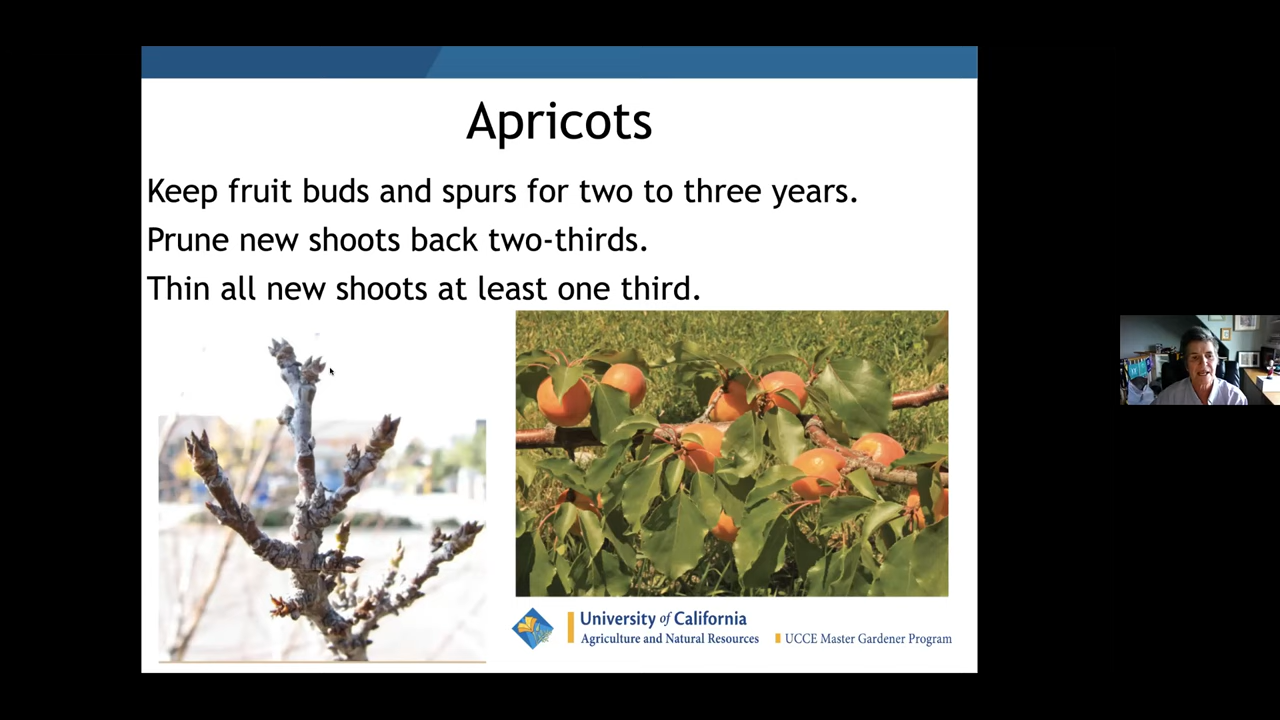 Apricots
Keep fruit buds and spurs for two to three years.
Prune new shoots back two-thirds.
Thin all new shoots at least one third.
University of California
Agriculture and Natural Resources UCCE Master Gardener Program